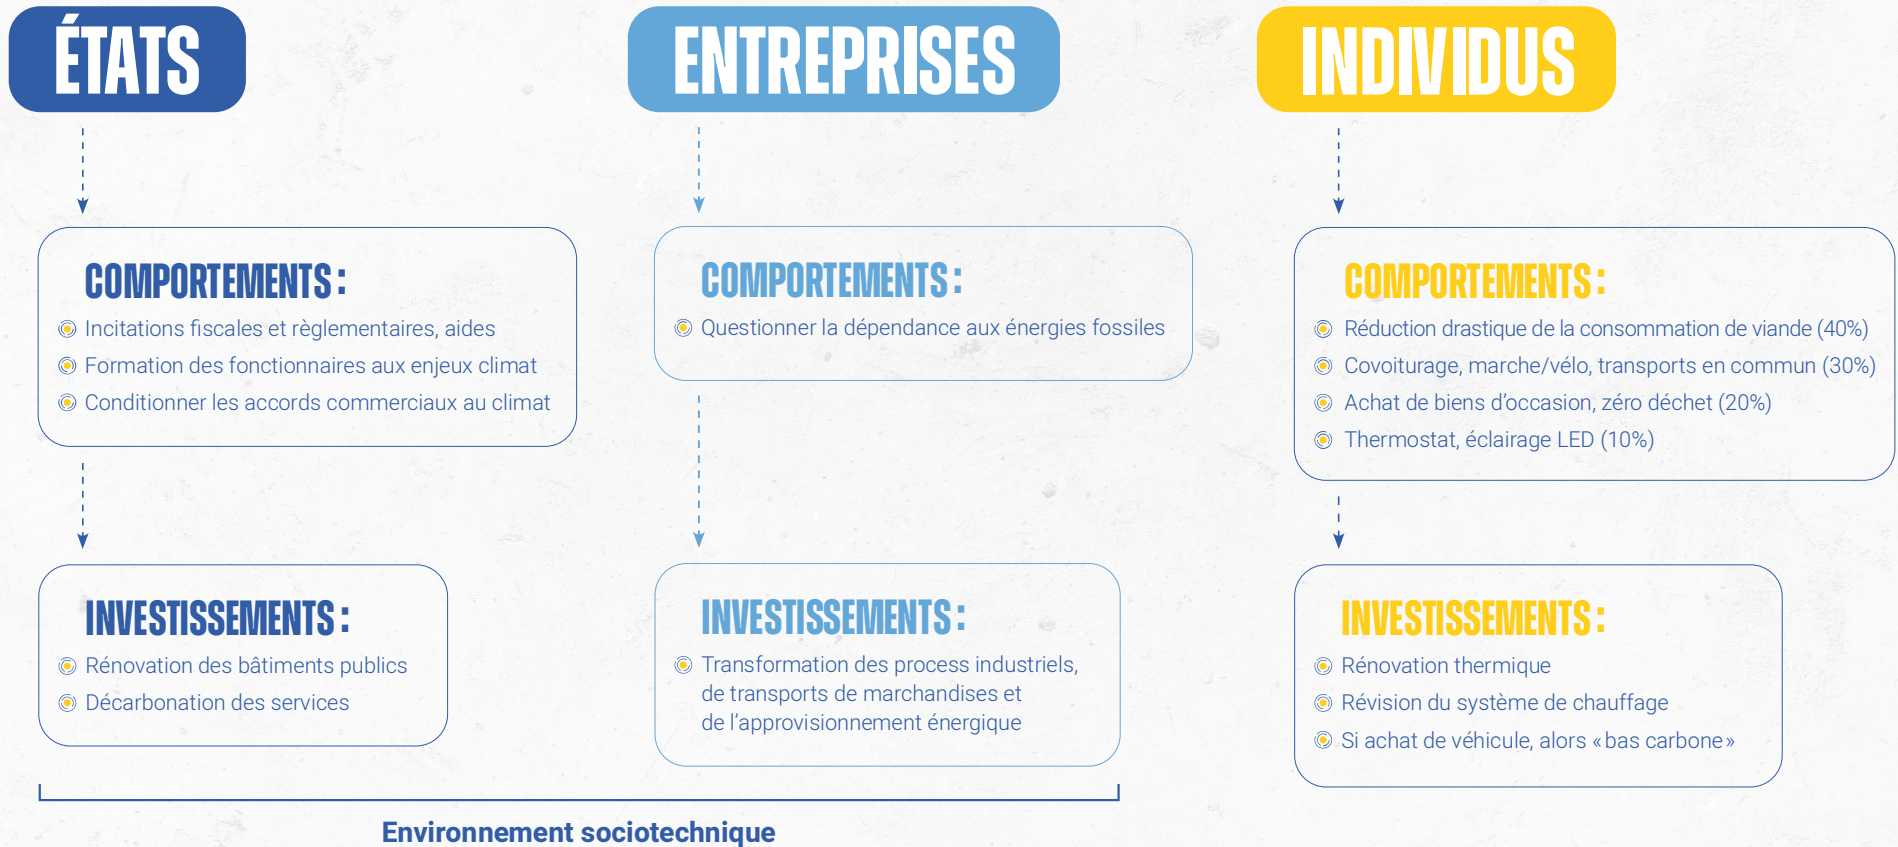 ÉTATS
COMPORTEMENTS :
Incitations fiscales et règlementaires, aides
Formation des fonctionnaires aux enjeux climat
Conditionner les accords commerciaux au climat
INVESTISSEMENTS :
Rénovation des bâtiments publics
Décarbonation des services
ENTREPRISES
COMPORTEMENTS :
Questionner la dépendance aux énergies fossiles
INVESTISSEMENTS :
Transformation des process industriels,
de transports de marchandises et
de l’approvisionnement énergique
Environnement sociotechnique
INDIVIDUS
COMPORTEMENTS :
Réduction drastique de la consommation de viande (40%)
Covoiturage, marche/vélo, transports en commun (30%)
Achat de biens d’occasion, zéro déchet (20%)
Thermostat, éclairage LED (10%)
INVESTISSEMENTS :
Rénovation thermique
Révision du système de chauffage
Si achat de véhicule, alors « bas carbone »